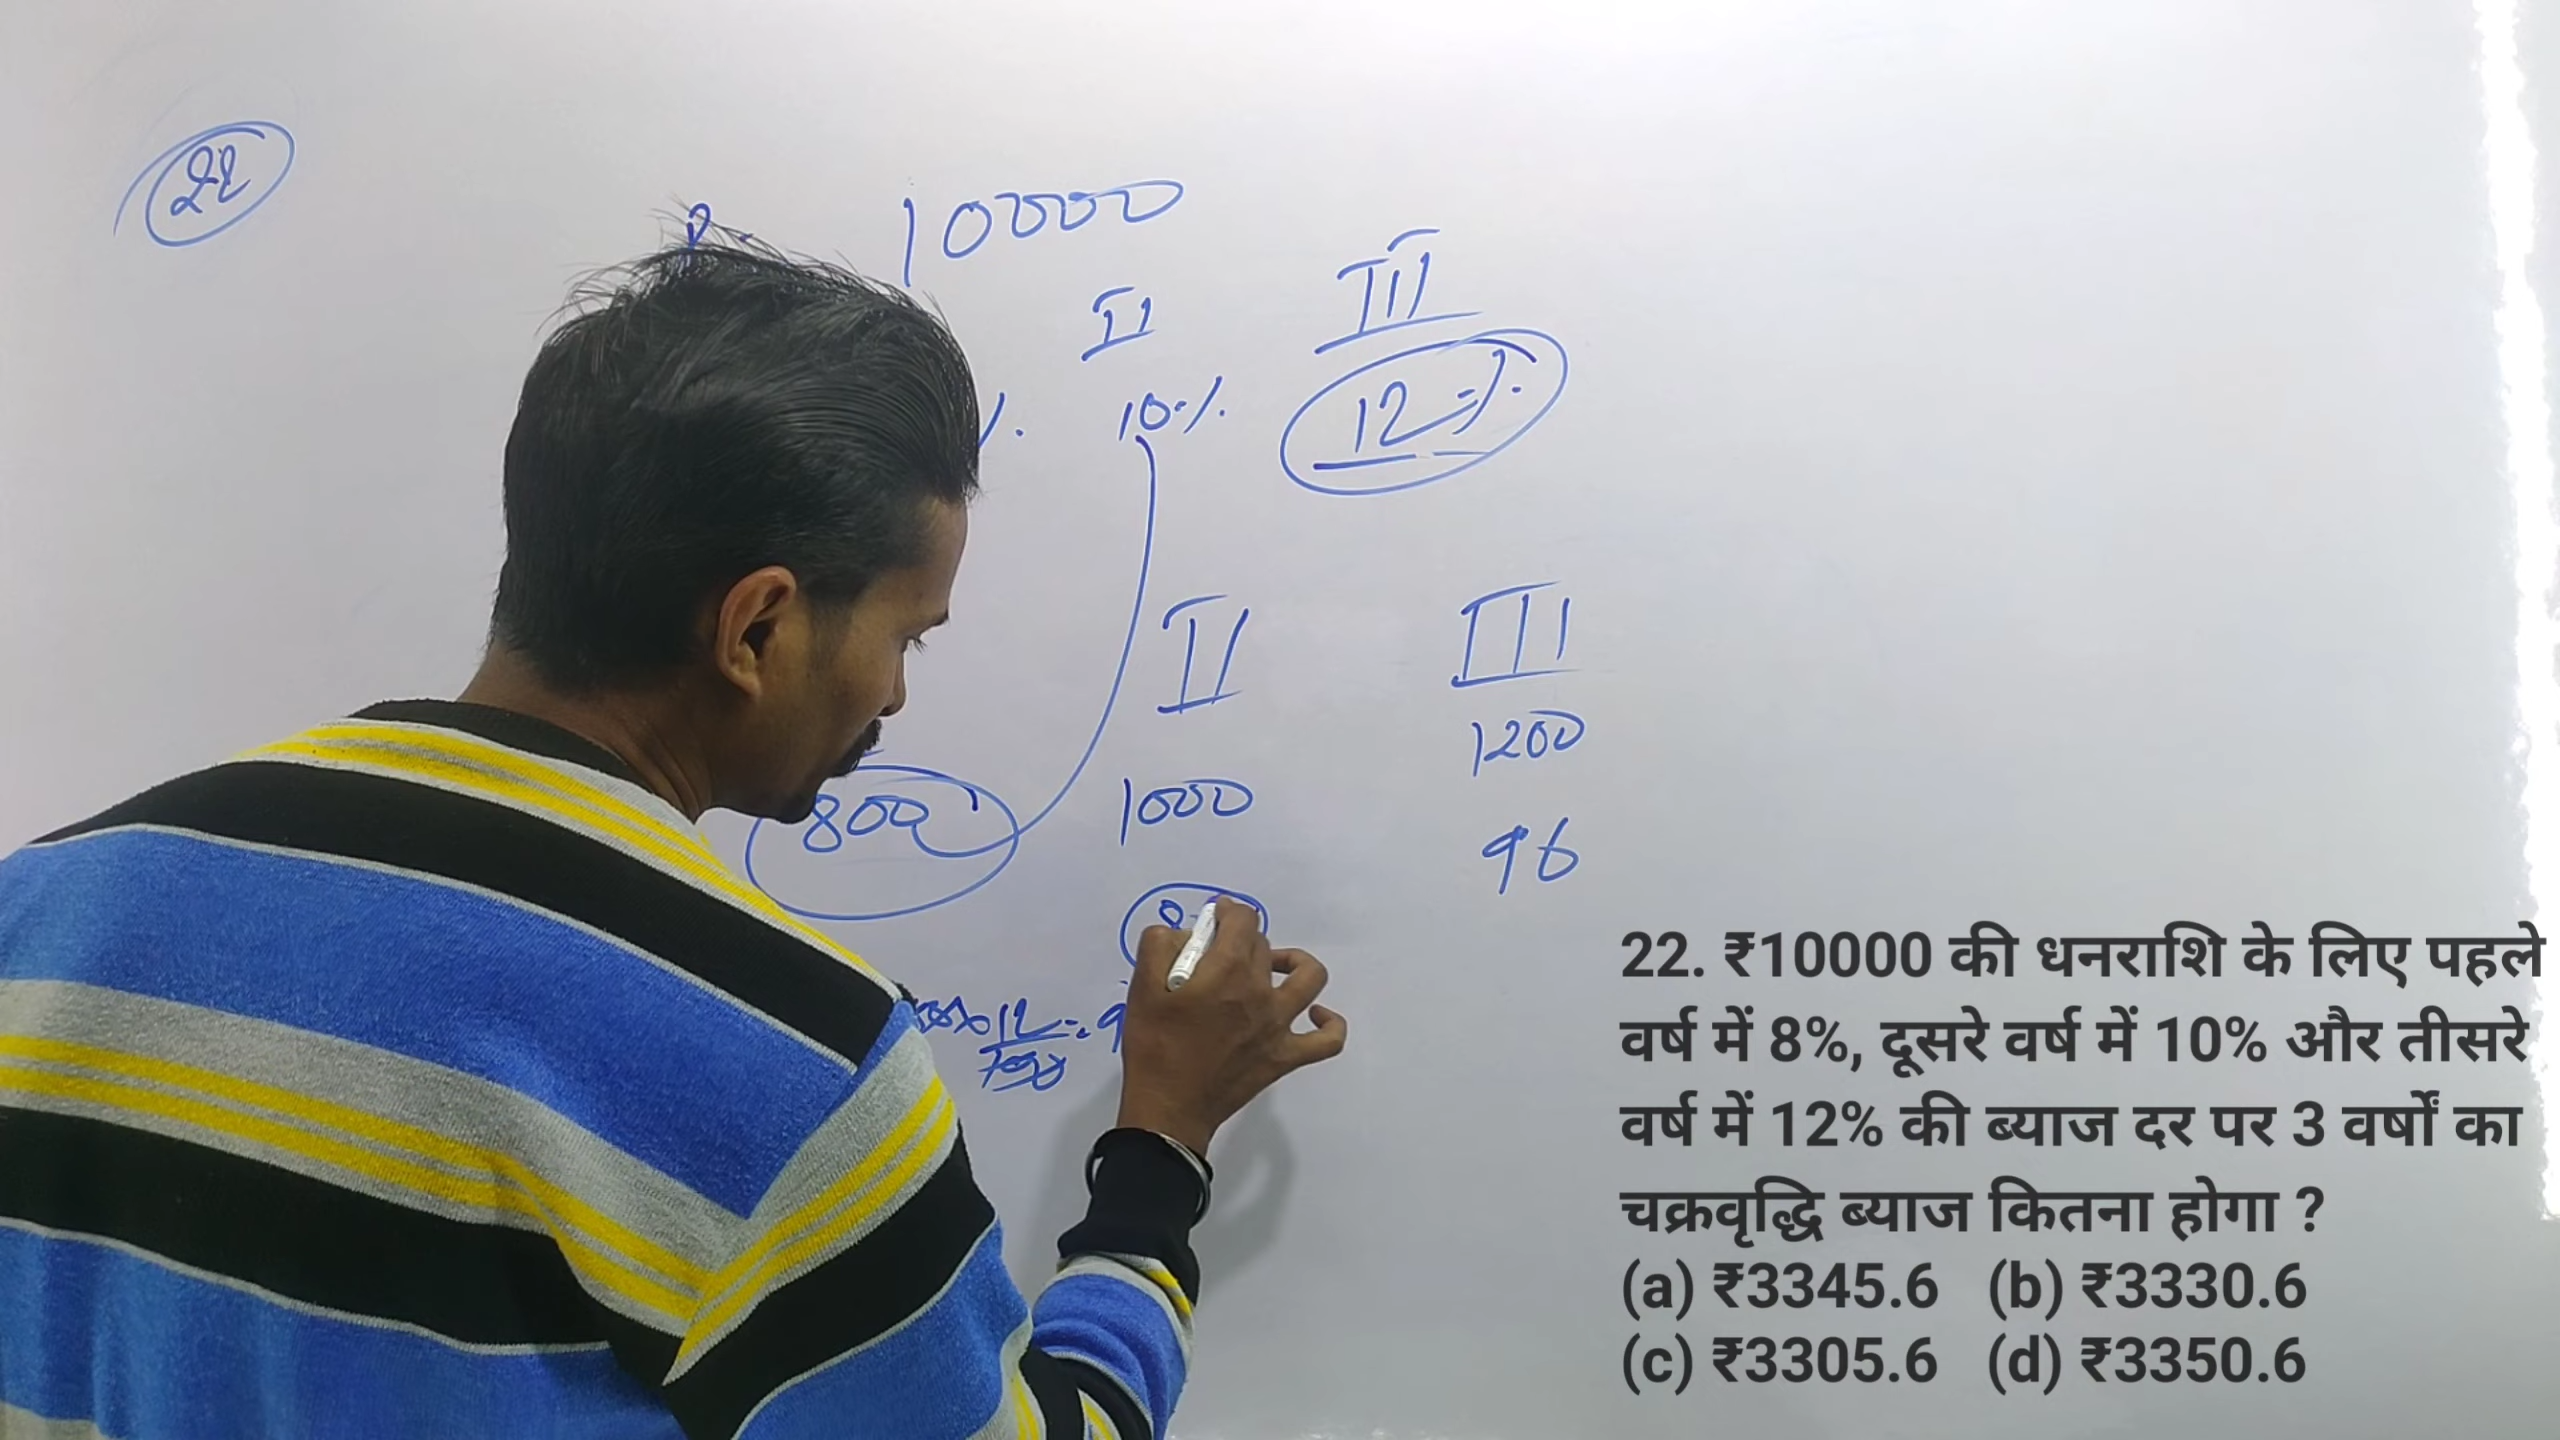 22
10000
II
III
10%
12%
II
III
800
1000
1200
96
22. ₹10000 की धनराशि के लिए पहले
वर्ष में 8%, दूसरे वर्ष में 10% और तीसरे
वर्ष में 12% की ब्याज दर पर 3 वर्षों का
चक्रवृद्धि ब्याज कितना होगा ?
(a) ₹3345.6 (b) ₹3330.6
(c) ₹3305.6 (d) ₹3350.6